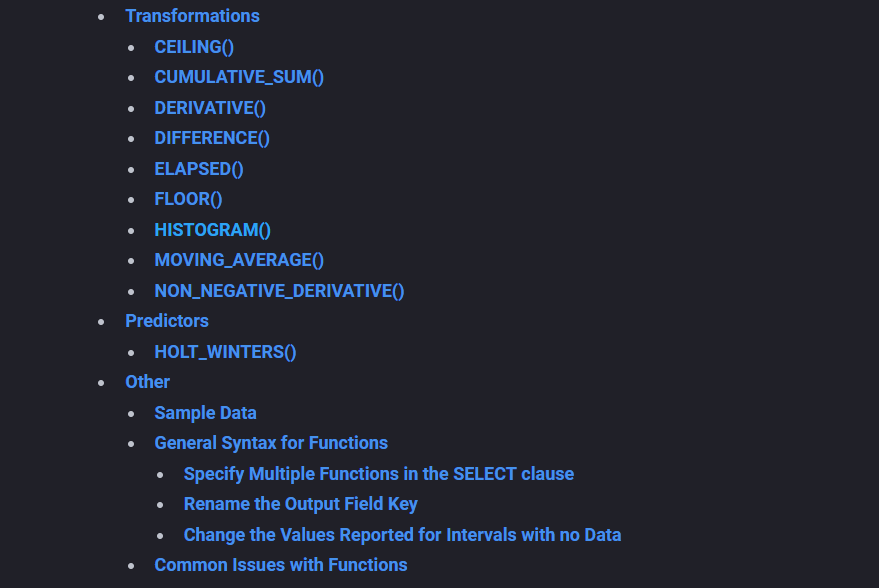 Transformations
CEILING()
CUMULATIVE_SUM()
DERIVATIVE()
DIFFERENCE()
ELAPSED()
FLOOR()
HISTOGRAM()
MOVING_AVERAGE()
NON_NEGATIVE_DERIVATIVE()
Predictors
HOLT_WINTERS()
Other
Sample Data
General Syntax for Functions
Specify Multiple Functions in the SELECT clause
Rename the Output Field Key
Change the Values Reported for Intervals with no Data
Common Issues with Functions